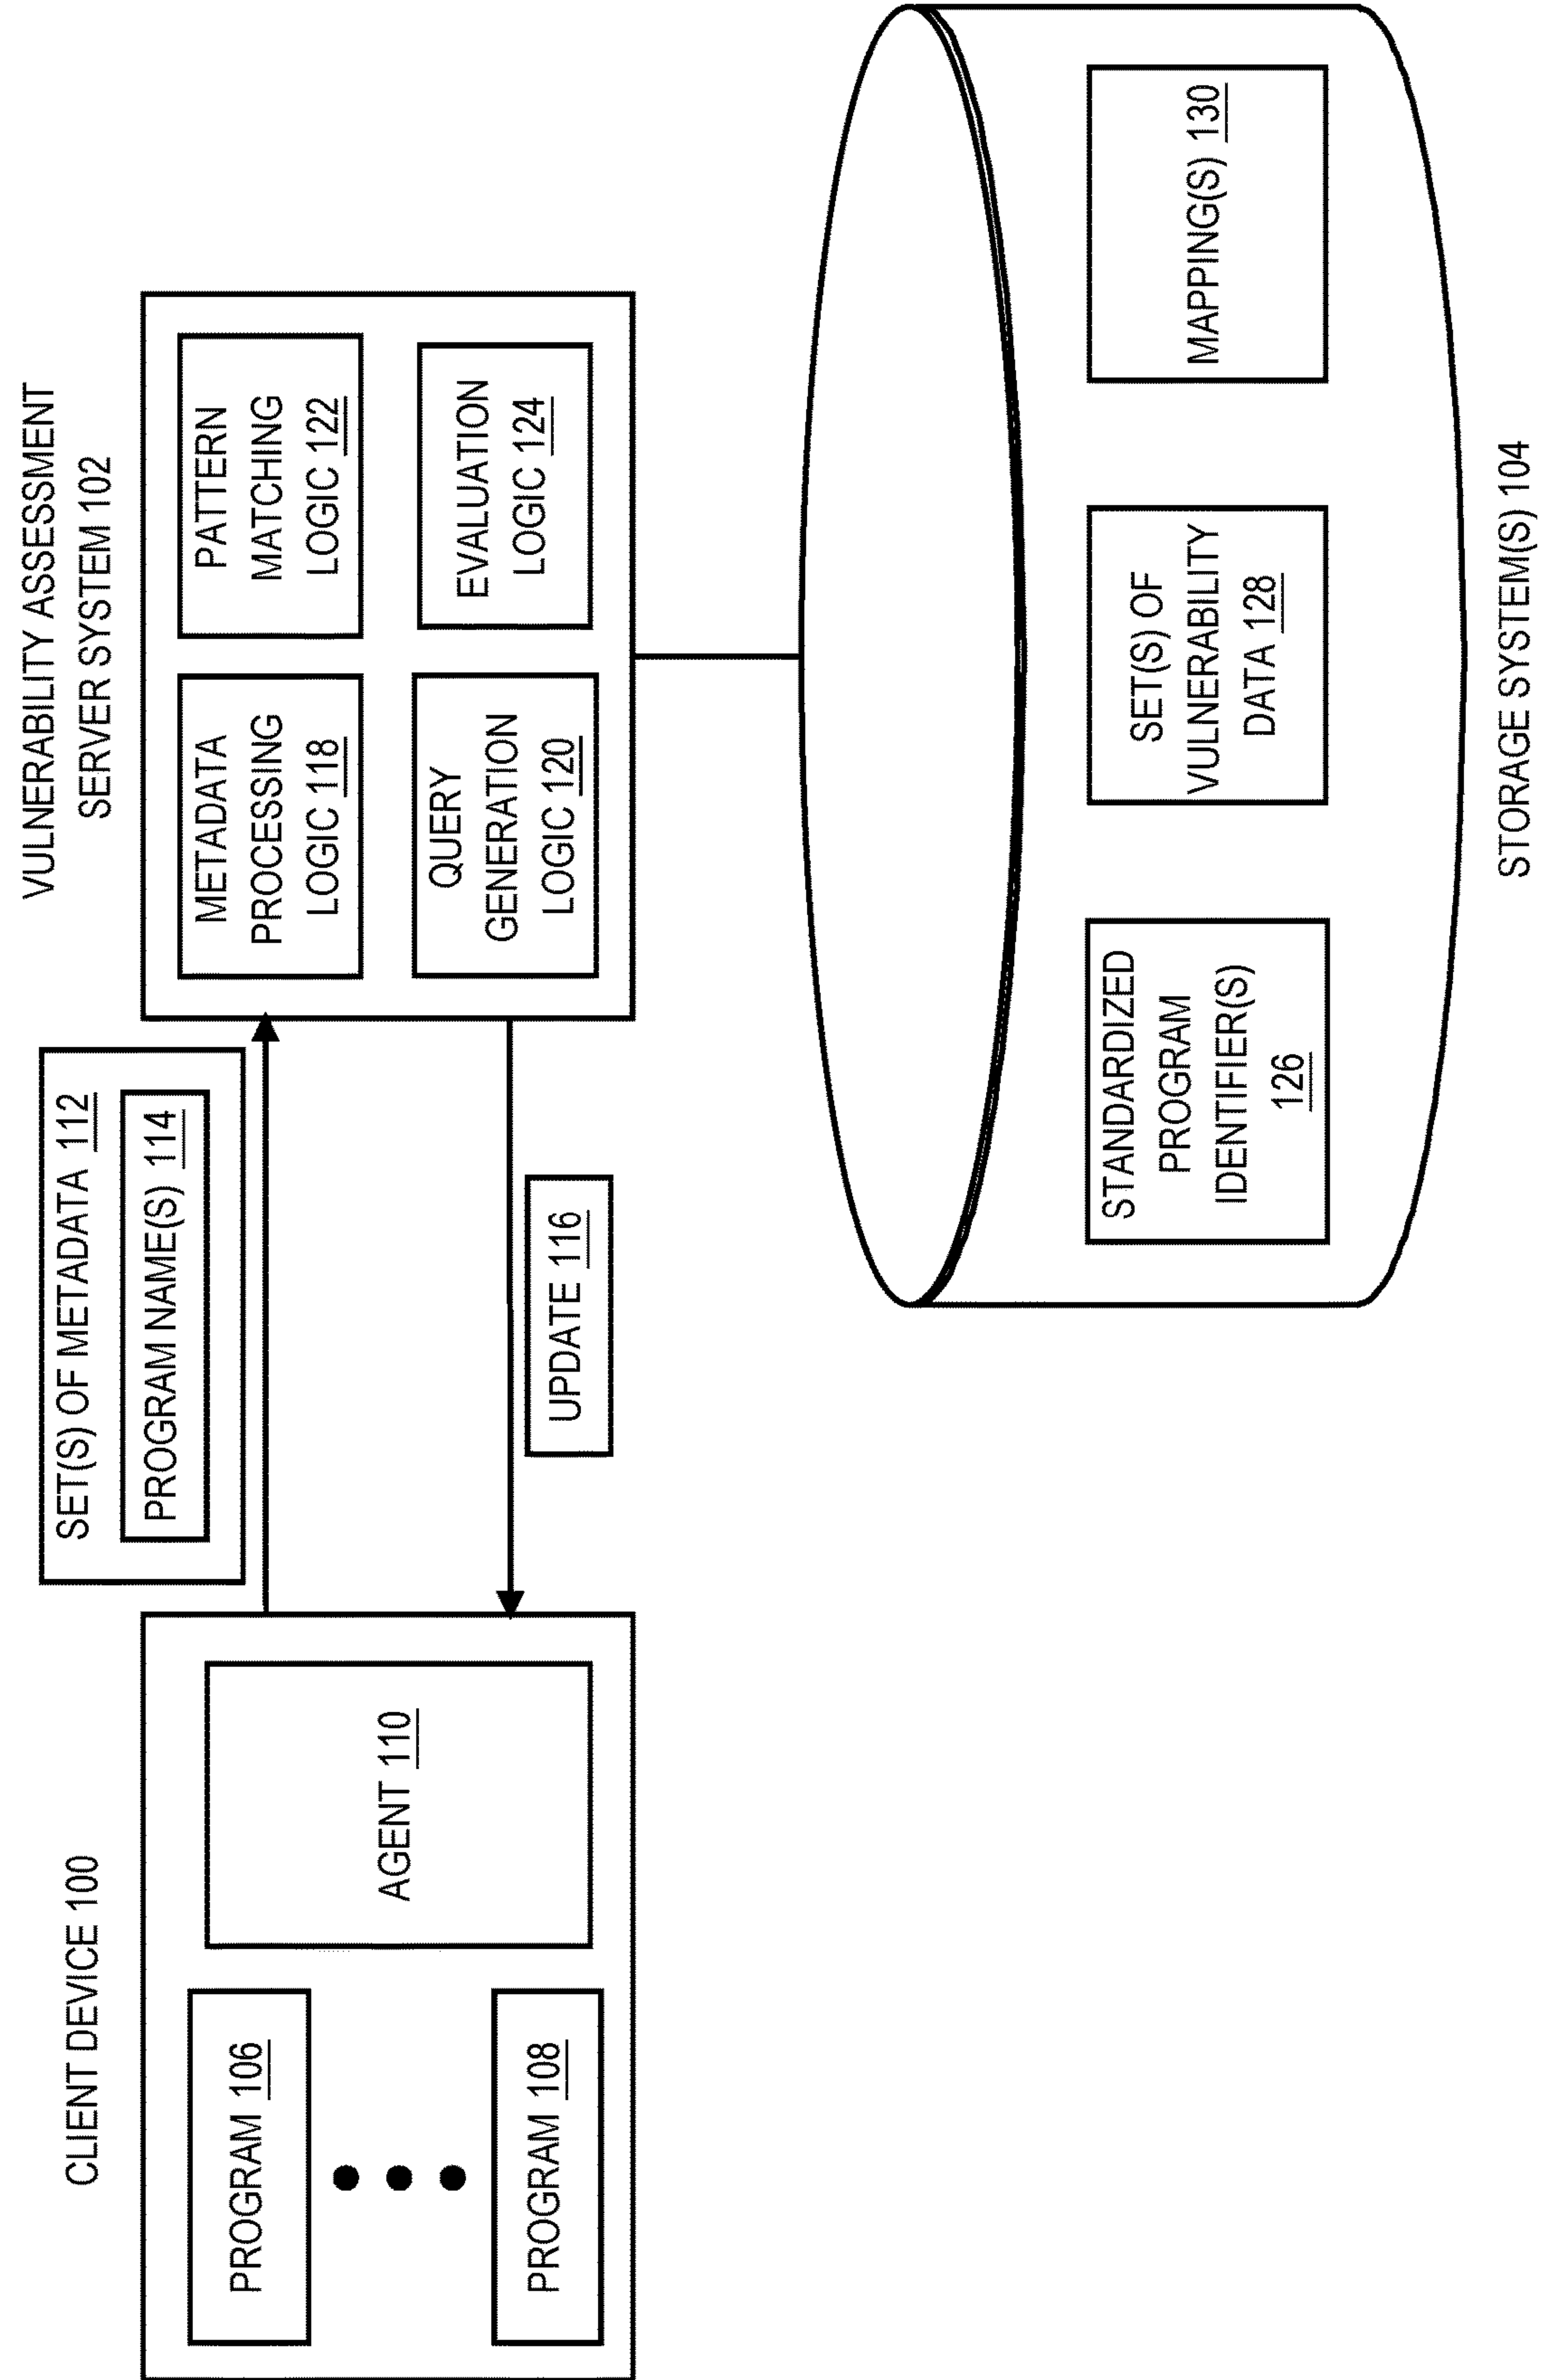 CLIENT DEVICE 100
PROGRAM 106
PROGRAM 108
AGENT 110
SET(S) OF METADATA 112
PROGRAM NAME(S) 114
UPDATE 116
VULNERABILITY ASSESSMENT
SERVER SYSTEM 102
METADATA
PROCESSING
LOGIC 118
PATTERN
MATCHING
LOGIC 122
QUERY
GENERATION
LOGIC 120
EVALUATION
LOGIC 124
STANDARDIZED
PROGRAM
IDENTIFIER(S)
126
SET(S) OF
VULNERABILITY
DATA 128
MAPPING(S) 130
STORAGE SYSTEM(S) 104